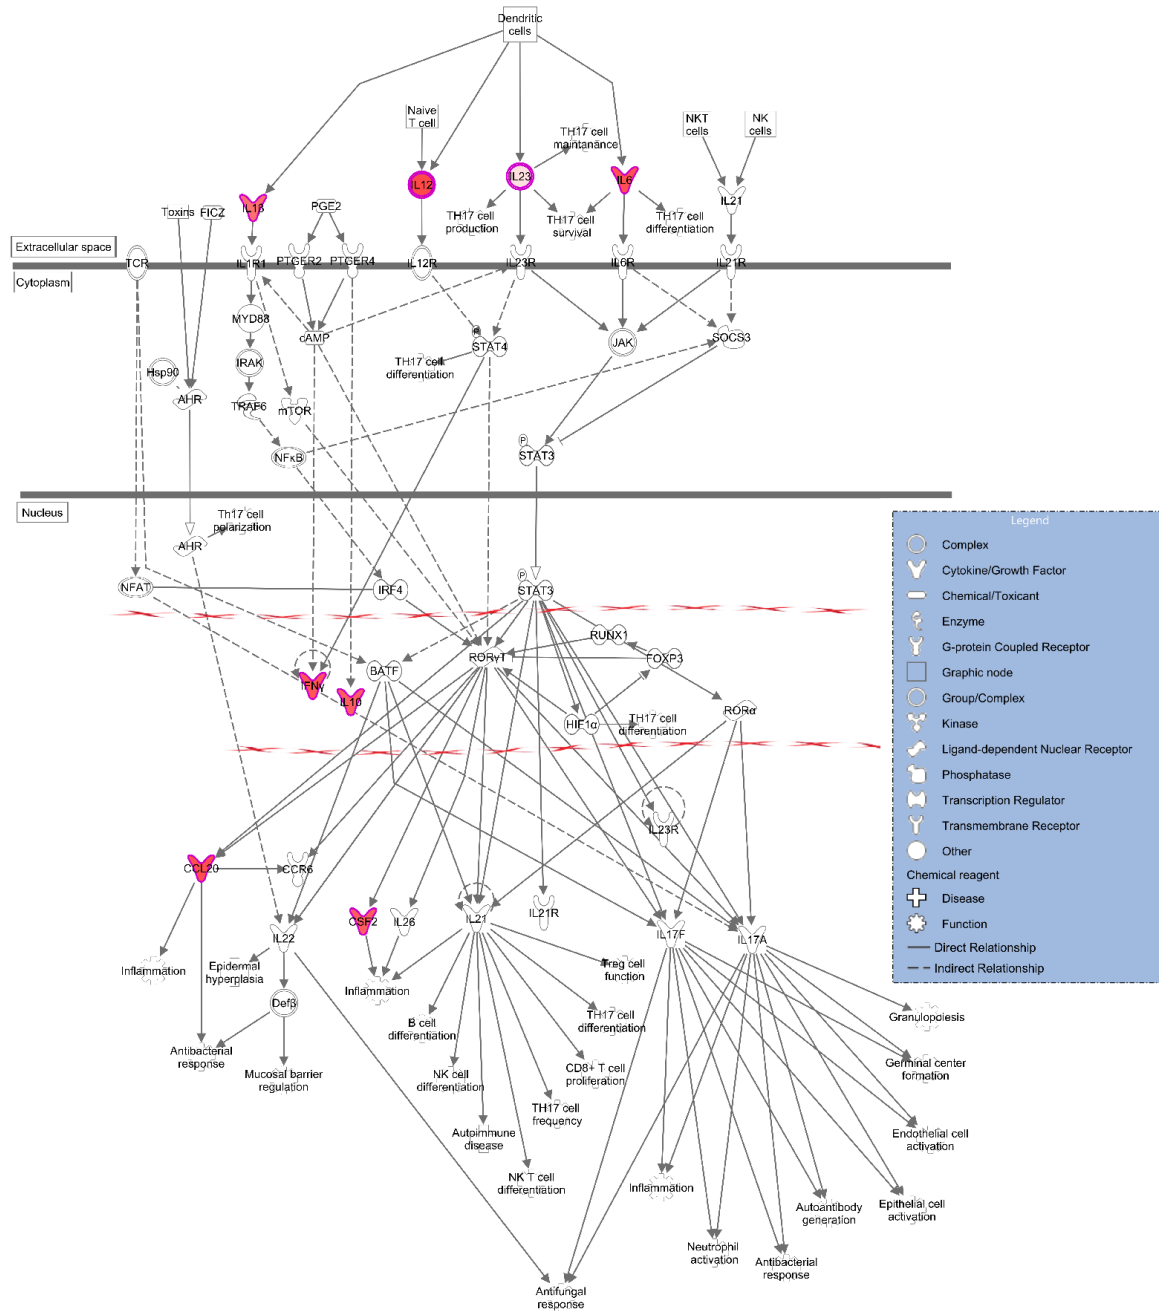 Dendritic
cells
Naive
T cell
NKT
cells
NK
cells
TH17 cell
maintanance
IL12
IL23
IL6
IL21
IL1β
Toxins
FICZ
PGE2
TH17 cell
production
TH17 cell
survival
TH17 cell
differentiation
Extracellular space
TCR
IL1R1
PTGER2
PTGER4
IL12R
IL23R
IL6R
IL21R
Cytoplasm
MYD88
cAMP
P
STAT4
JAK
SOCS3
Hsp90
IRAK
TH17 cell
differentiation
AHR
TRAF6
mTOR
NFκB
P
STAT3
Nucleus
Th17 cell
polarization
AHR
NFAT
IRF4
P
STAT3
RUNX1
RORγT
FOXP3
BATF
IFNγ
IL10
HIF1α
TH17 cell
differentiation
RORα
IL23R
CCL20
CCR6
CSF2
IL26
IL21
IL21R
IL17F
IL17A
IL22
Inflammation
Epidermal
hyperplasia
Inflammation
Treg cell
function
Defβ
B cell
differentiation
TH17 cell
differentiation
Granulopoiesis
Antibacterial
response
Mucosal barrier
regulation
NK cell
differentiation
CD8+ T cell
proliferation
Germinal center
formation
TH17 cell
frequency
Autoimmune
disease
Endothelial cell
activation
NK T cell
differentiation
Inflammation
Autoantibody
generation
Epithelial cell
activation
Neutrophil
activation
Antibacterial
response
Antifungal
response
Legend
Complex
Cytokine/Growth Factor
Chemical/Toxicant
Enzyme
G-protein Coupled Receptor
Graphic node
Group/Complex
Kinase
Ligand-dependent Nuclear Receptor
Phosphatase
Transcription Regulator
Transmembrane Receptor
Other
Chemical reagent
Disease
Function
Direct Relationship
Indirect Relationship